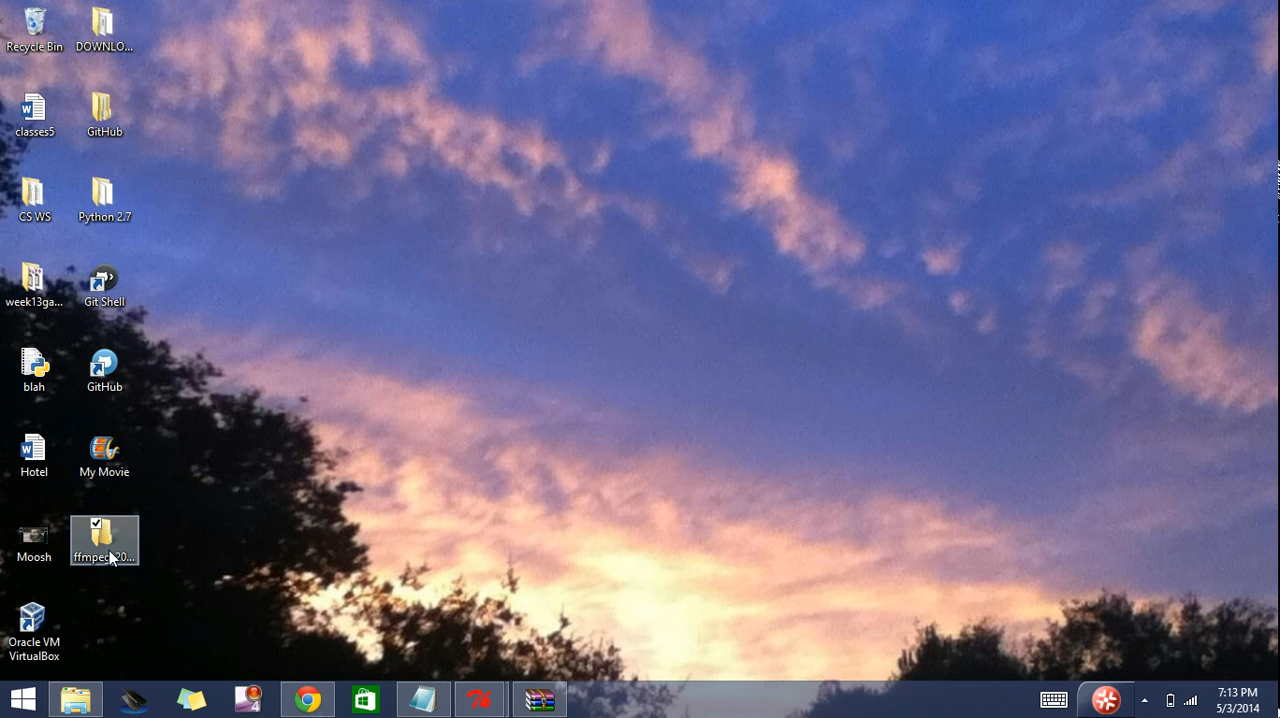 Recycle Bin
DOWNLO...
classes5
GitHub
CS WS
Python 2.7
week13ga...
Git Shell
blah
GitHub
Hotel
My Movie
Moosh
ffmpeg-20...
Oracle VM
VirtualBox
7:13 PM
5/3/2014